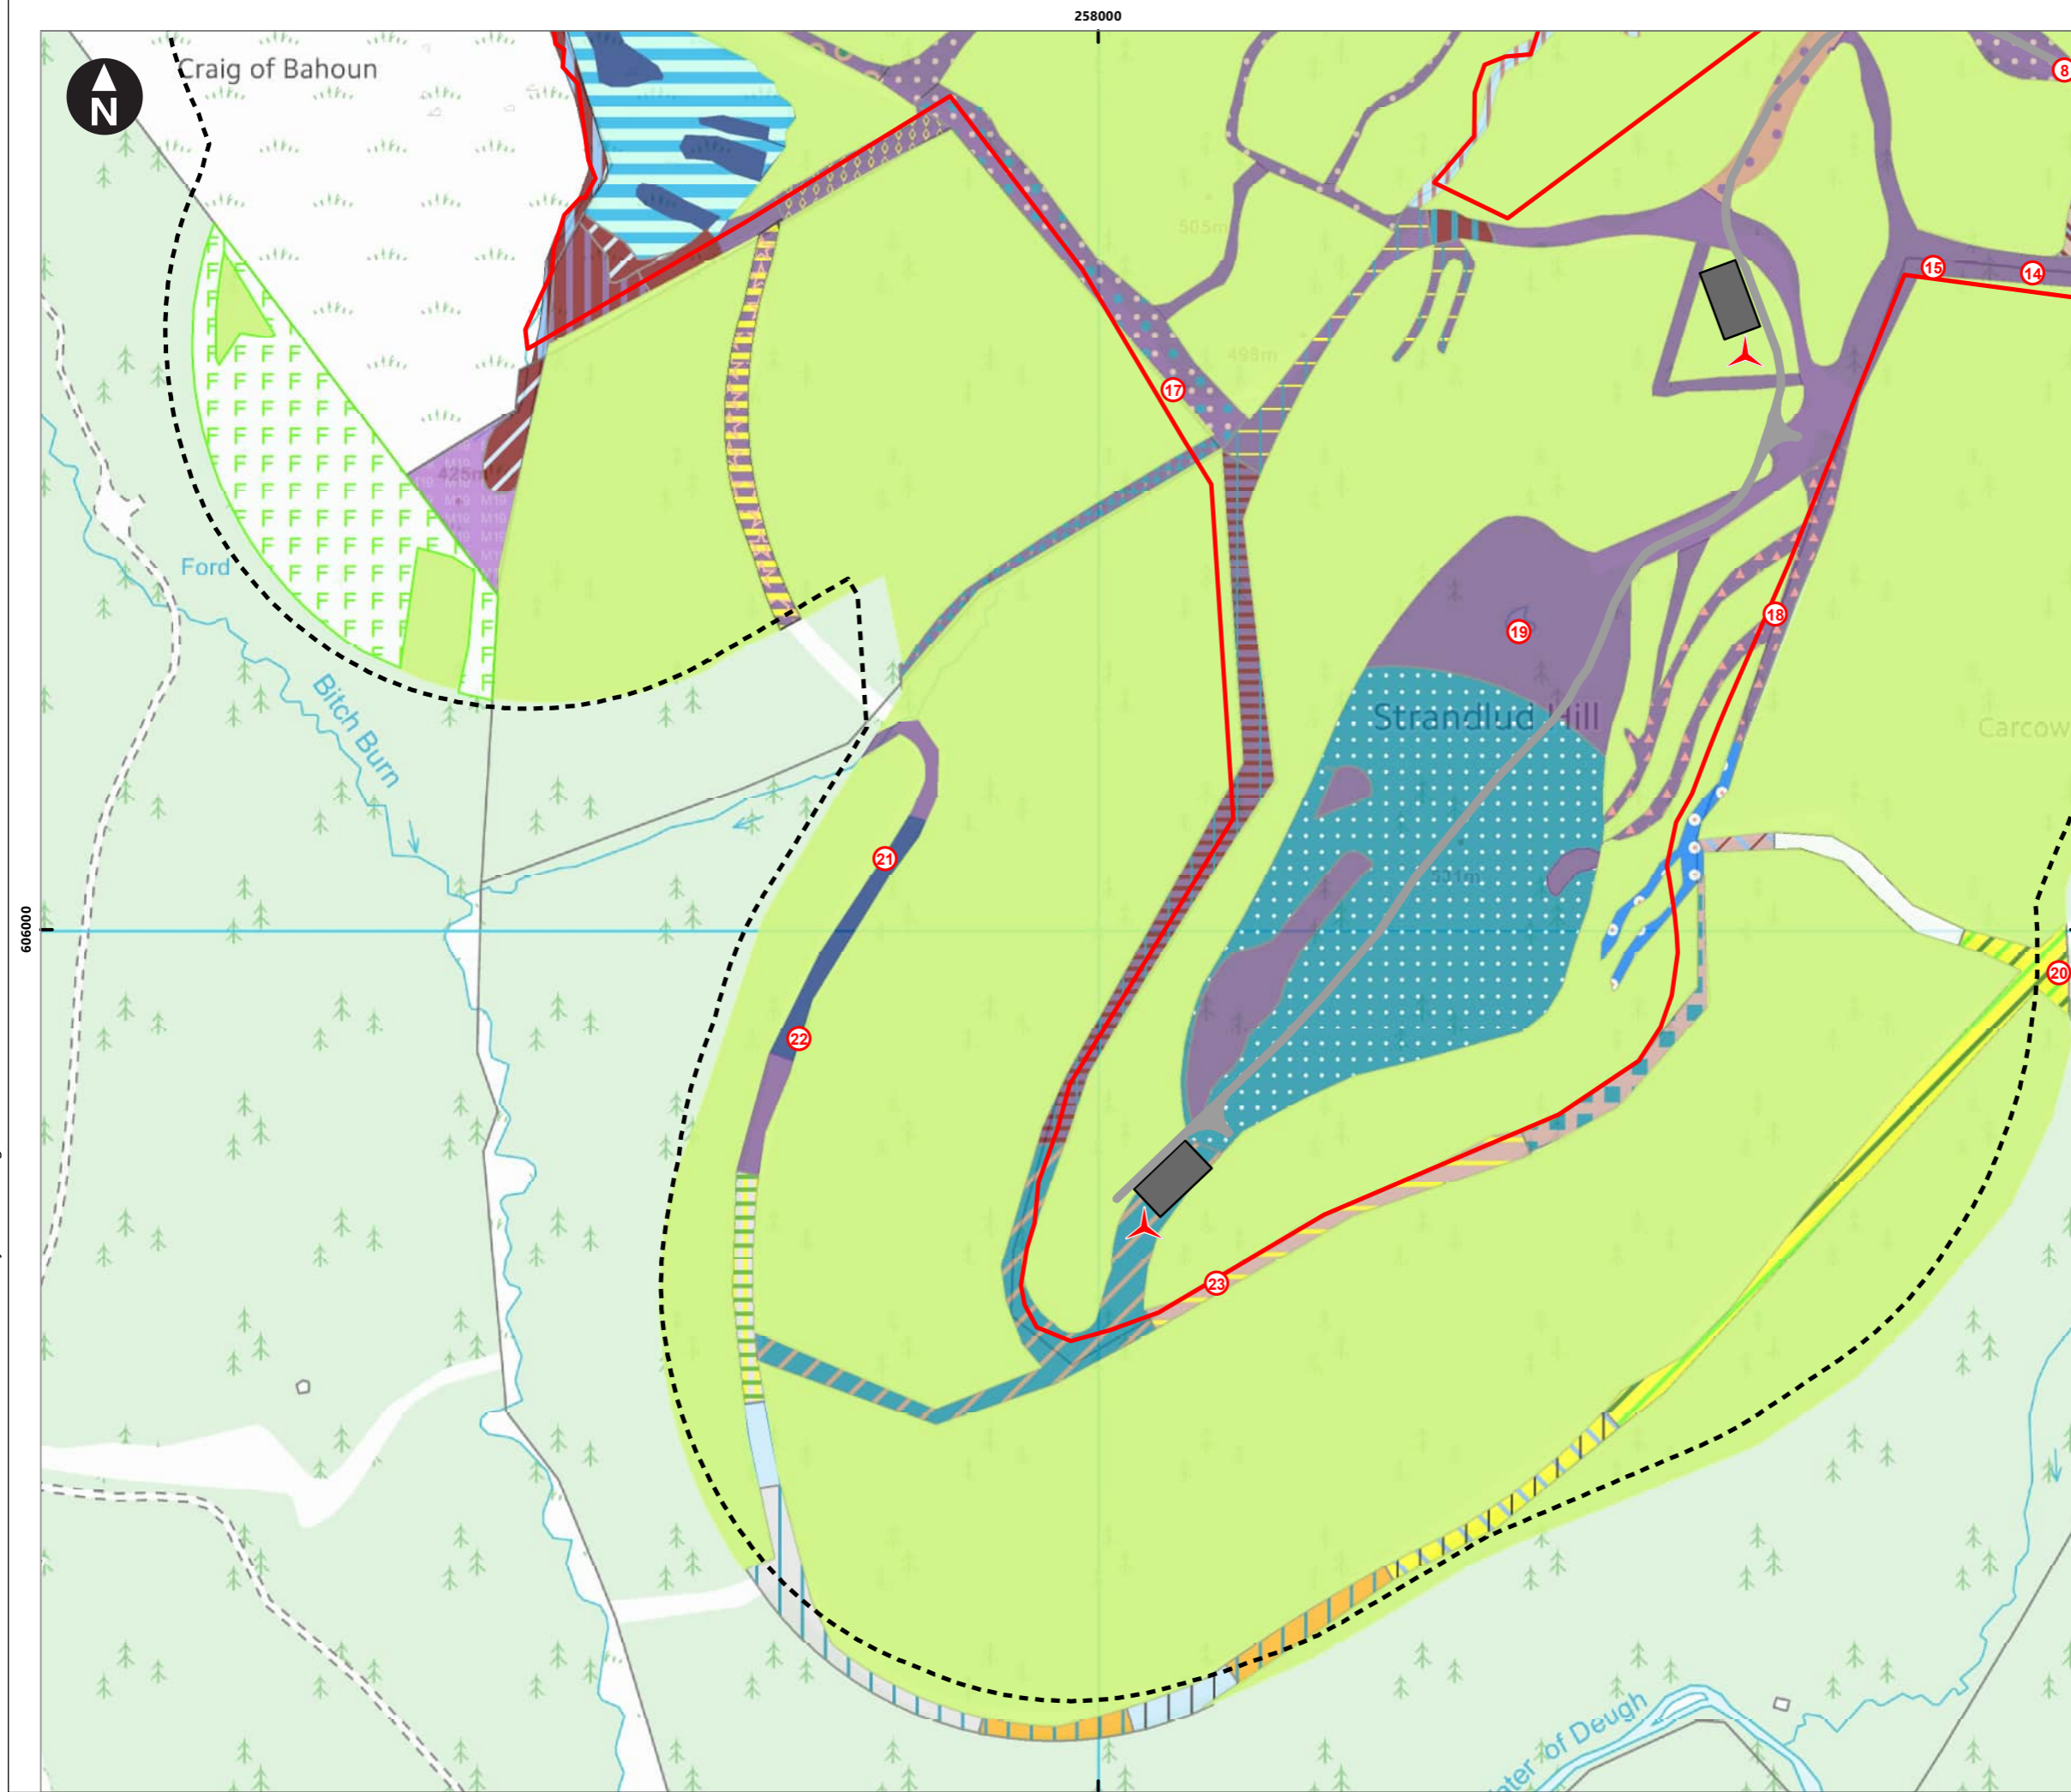 258000
Craig of Bahoun
N
8
505m
15
14
498m
17
425m
M19
Ford
18
19
Bitch Burn
Strandlud Hill
Carcow
21
531m
606000
20
22
23
ater of Deugh